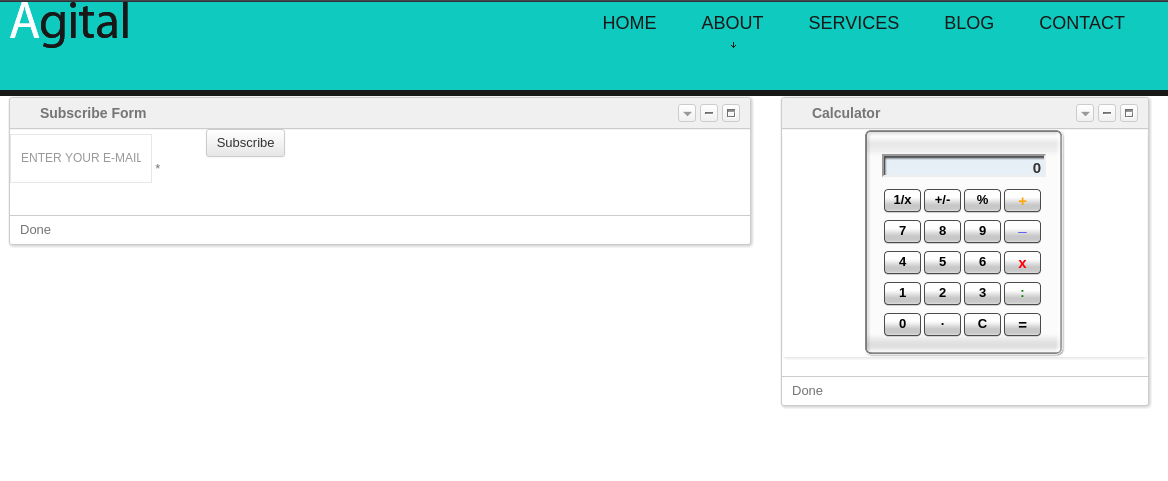 Agital
HOME ABOUT SERVICES BLOG CONTACT
Subscribe Form
ENTER YOUR E-MAIL *
Subscribe
Done
Calculator
0
1/x +/- % +
7 8 9 –
4 5 6 x
1 2 3 :
0 · C =
Done